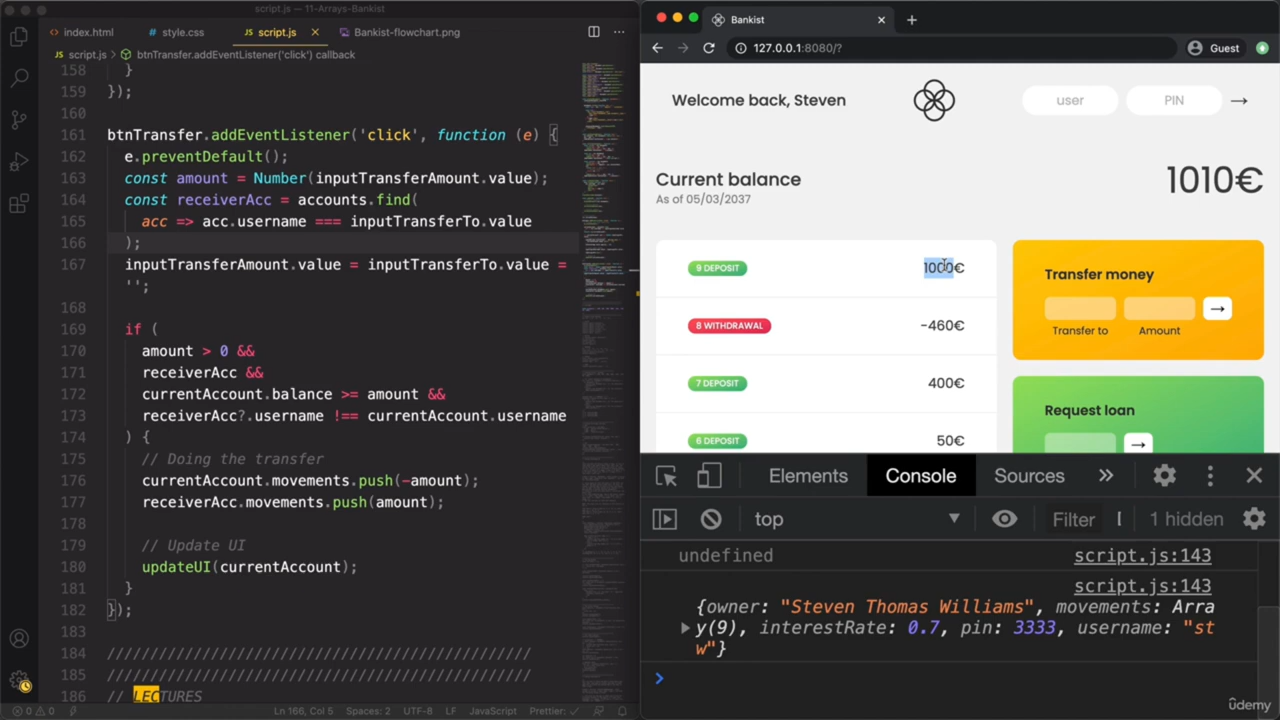 script.js — 11-Arrays-Bankist
index.html
style.css
script.js
Bankist-flowchart.png
script.js > btnTransfer.addEventListener('click') callback
158 }
159 });
160
161 btnTransfer.addEventListener('click', function (e) {
162 e.preventDefault();
163 const amount = Number(inputTransferAmount.value);
164 const receiverAcc = accounts.find(
165 acc => acc.username === inputTransferTo.value
166 );
167 inputTransferAmount.value = inputTransferTo.value =
'';
168
169 if (
170 amount > 0 &&
171 receiverAcc &&
172 currentAccount.balance >= amount &&
173 receiverAcc?.username !== currentAccount.username
174 ) {
175 //Doing the transfer
176 currentAccount.movements.push(-amount);
177 receiverAcc.movements.push(amount);
178
179 // Update UI
180 updateUI(currentAccount);
181 }
182 });
183
184 /////////////////////////////////////////////////
185 /////////////////////////////////////////////////
186 // LECTURES
0 0 Ln 166, Col 5 Spaces: 2 UTF-8 LF JavaScript Prettier: ✓
Bankist
127.0.0.1:8080/?
Guest
Welcome back, Steven
user
PIN
→
Current balance
As of 05/03/2037
1010€
9 DEPOSIT 1000€
8 WITHDRAWAL -460€
7 DEPOSIT 400€
6 DEPOSIT 50€
Transfer money
→
Transfer to Amount
Request loan
→
Elements Console Sources »
top Filter 1 hidden
undefined script.js:143
script.js:143
{owner: "Steven Thomas Williams", movements: Arra
y(9), interestRate: 0.7, pin: 3333, username: "st
w"}
>
ûdemy